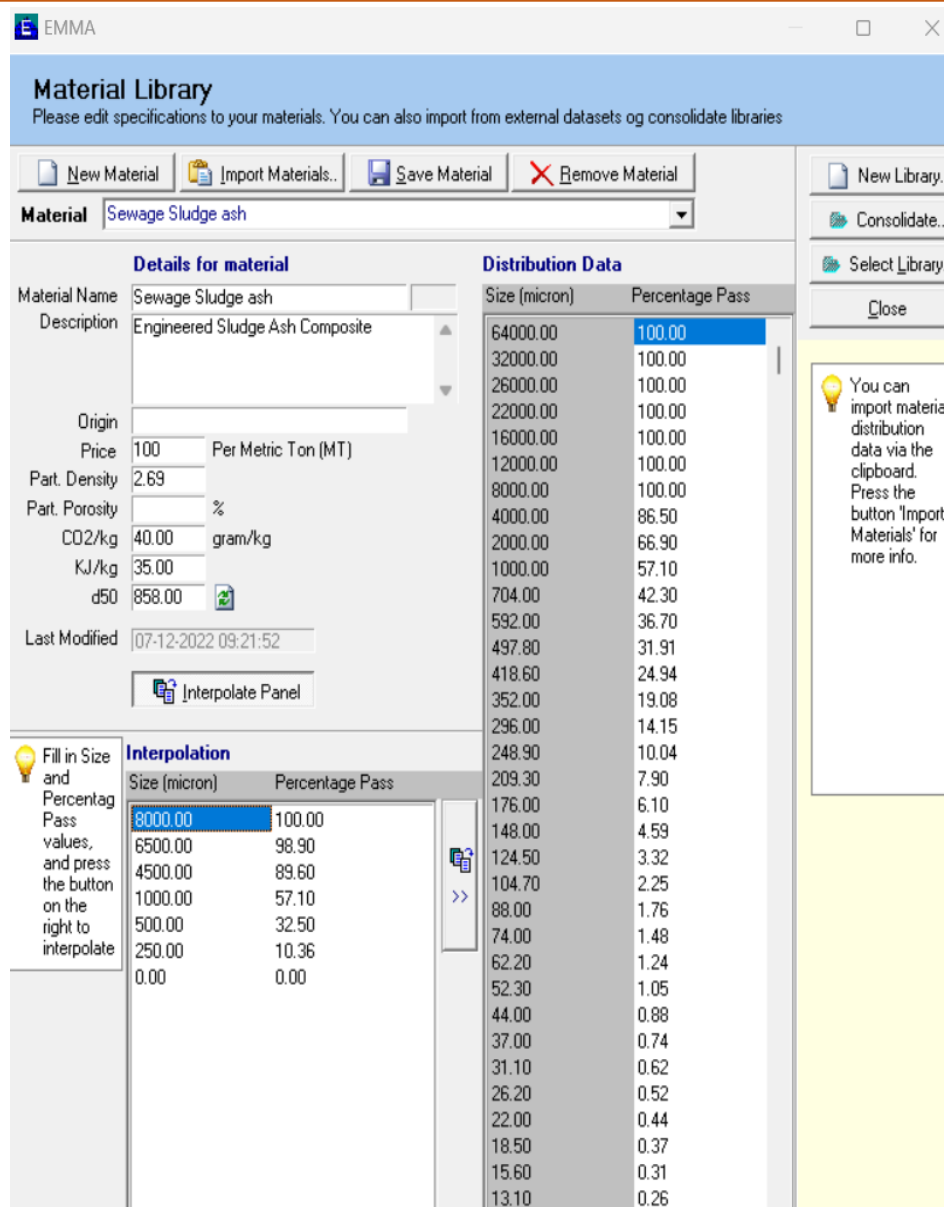 EMMA
Material Library
Please edit specifications to your materials. You can also import from external datasets og consolidate libraries
New Material
Import Materials..
Save Material
Remove Material
Material Sewage Sludge ash
New Library.
Consolidate..
Select Library
Close
Details for material
Material Name Sewage Sludge ash
Description Engineered Sludge Ash Composite
Origin
Price 100 Per Metric Ton (MT)
Part. Density 2.69
Part. Porosity %
CO2/kg 40.00 gram/kg
KJ/kg 35.00
d50 858.00
Last Modified 07-12-2022 09:21:52
Interpolate Panel
Fill in Size
and
Percentag
Pass
values,
and press
the button
on the
right to
interpolate
Interpolation
Size (micron) Percentage Pass
8000.00 100.00
6500.00 98.90
4500.00 89.60
1000.00 57.10
500.00 32.50
250.00 10.36
0.00 0.00
>>
Distribution Data
Size (micron) Percentage Pass
64000.00 100.00
32000.00 100.00
26000.00 100.00
22000.00 100.00
16000.00 100.00
12000.00 100.00
8000.00 100.00
4000.00 86.50
2000.00 66.90
1000.00 57.10
704.00 42.30
592.00 36.70
497.80 31.91
418.60 24.94
352.00 19.08
296.00 14.15
248.90 10.04
209.30 7.90
176.00 6.10
148.00 4.59
124.50 3.32
104.70 2.25
88.00 1.76
74.00 1.48
62.20 1.24
52.30 1.05
44.00 0.88
37.00 0.74
31.10 0.62
26.20 0.52
22.00 0.44
18.50 0.37
15.60 0.31
13.10 0.26
You can
import materia
distribution
data via the
clipboard.
Press the
button 'Import
Materials' for
more info.